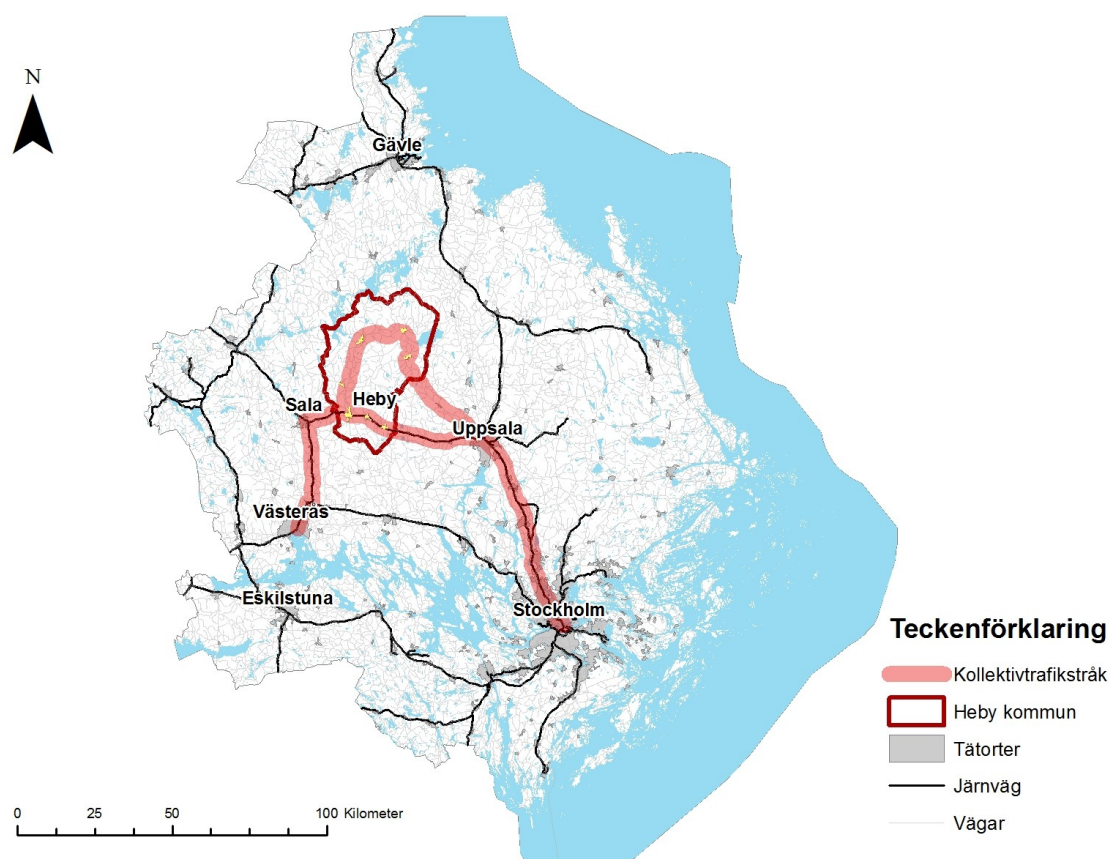 N
Gävle
Sala
Heby
Uppsala
Västerås
Eskilstuna
Stockholm
Teckenförklaring
Kollektivtrafikstråk
Heby kommun
Tätorter
Järnväg
Vägar
0 25 50 100 Kilometer